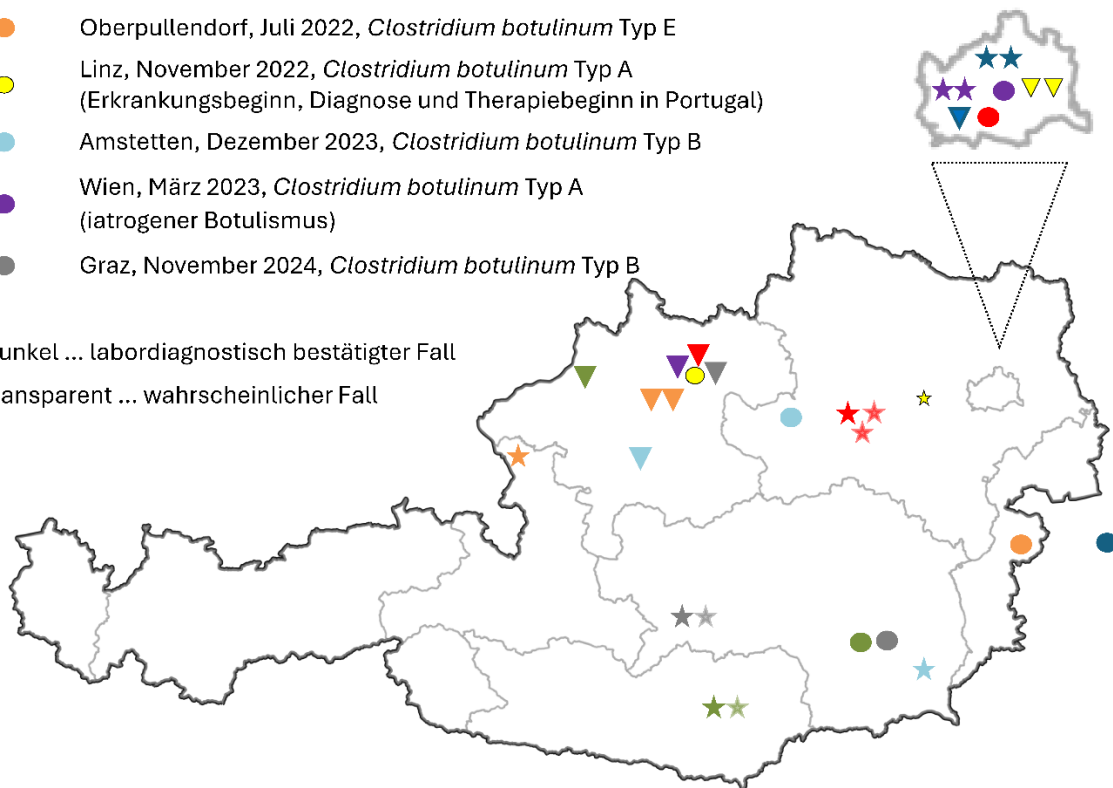 Oberpullendorf, Juli 2022, Clostridium botulinum Typ E
Linz, November 2022, Clostridium botulinum Typ A
(Erkrankungsbeginn, Diagnose und Therapiebeginn in Portugal)
Amstetten, Dezember 2023, Clostridium botulinum Typ B
Wien, März 2023, Clostridium botulinum Typ A
(iatrogener Botulismus)
Graz, November 2024, Clostridium botulinum Typ B
unkel ... labordiagnostisch bestätigter Fall
ansparent ... wahrscheinlicher Fall